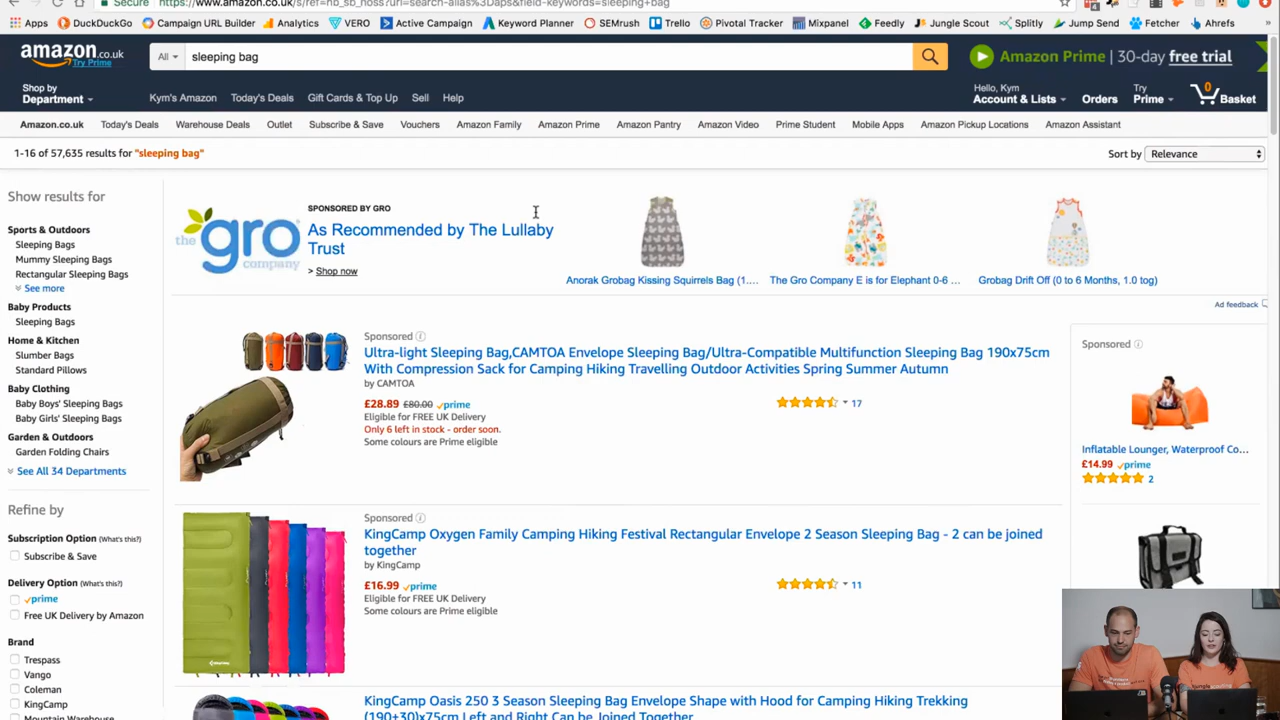 Secure https://www.amazon.co.uk/s/ref=nb_sb_noss?url=search-alias%3Daps&field-keywords=sleeping+bag
Apps DuckDuckGo Campaign URL Builder Analytics VERO Active Campaign Keyword Planner SEMrush Trello Pivotal Tracker Mixpanel Feedly Jungle Scout Splitly Jump Send Fetcher Ahrefs
amazon.co.uk
Try Prime
All sleeping bag
Amazon Prime | 30-day free trial
Shop by
Department
Kym's Amazon Today's Deals Gift Cards & Top Up Sell Help
Hello, Kym
Account & Lists
Orders
Try
Prime
0
Basket
Amazon.co.uk Today's Deals Warehouse Deals Outlet Subscribe & Save Vouchers Amazon Family Amazon Prime Amazon Pantry Amazon Video Prime Student Mobile Apps Amazon Pickup Locations Amazon Assistant
1-16 of 57,635 results for "sleeping bag"
Sort by Relevance
Show results for
Sports & Outdoors
Sleeping Bags
Mummy Sleeping Bags
Rectangular Sleeping Bags
See more
Baby Products
Sleeping Bags
Home & Kitchen
Slumber Bags
Standard Pillows
Baby Clothing
Baby Boys' Sleeping Bags
Baby Girls' Sleeping Bags
Garden & Outdoors
Garden Folding Chairs
See All 34 Departments
Refine by
Subscription Option (What's this?)
Subscribe & Save
Delivery Option (What's this?)
prime
Free UK Delivery by Amazon
Brand
Trespass
Vango
Coleman
KingCamp
Mountain Warehouse
the gro company
SPONSORED BY GRO
As Recommended by The Lullaby
Trust
> Shop now
Anorak Grobag Kissing Squirrels Bag (1....
The Gro Company E is for Elephant 0-6 ...
Grobag Drift Off (0 to 6 Months, 1.0 tog)
Ad feedback
Sponsored
Ultra-light Sleeping Bag,CAMTOA Envelope Sleeping Bag/Ultra-Compatible Multifunction Sleeping Bag 190x75cm
With Compression Sack for Camping Hiking Travelling Outdoor Activities Spring Summer Autumn
by CAMTOA
£28.89 £80.00 prime
Eligible for FREE UK Delivery
Only 6 left in stock - order soon.
Some colours are Prime eligible
17
Sponsored
KingCamp Oxygen Family Camping Hiking Festival Rectangular Envelope 2 Season Sleeping Bag - 2 can be joined
together
by KingCamp
£16.99 prime
Eligible for FREE UK Delivery
Some colours are Prime eligible
11
KingCamp Oasis 250 3 Season Sleeping Bag Envelope Shape with Hood for Camping Hiking Trekking
(190+30)x75cm Left and Right Can be Joined Together
Sponsored
Inflatable Lounger, Waterproof Co...
£14.99 prime
2